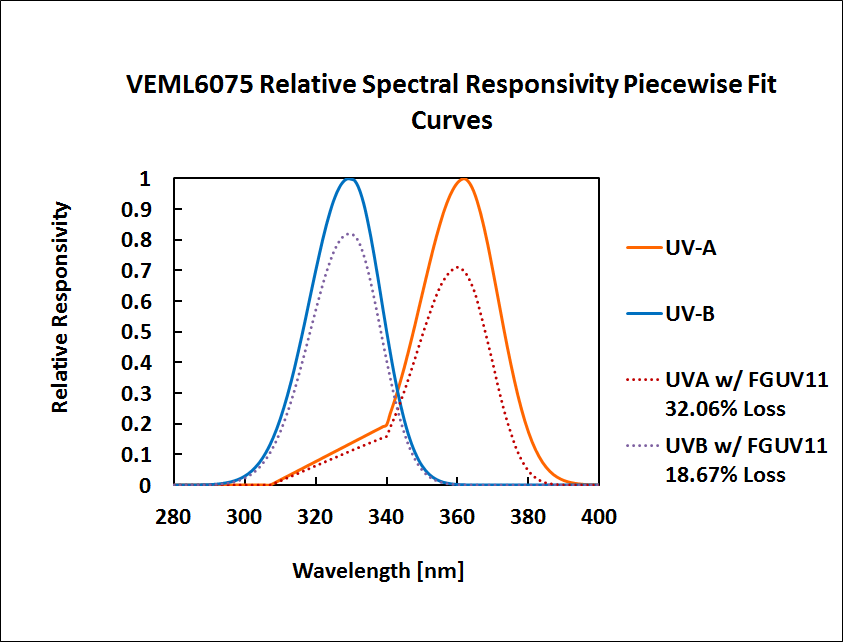 VEML6075 Relative Spectral Responsivity Piecewise Fit
Curves
Relative Responsivity
1
0.9
0.8
0.7
0.6
0.5
0.4
0.3
0.2
0.1
0
280 300 320 340 360 380 400
Wavelength [nm]
UV-A
UV-B
UVA w/ FGUV11
32.06% Loss
UVB w/ FGUV11
18.67% Loss